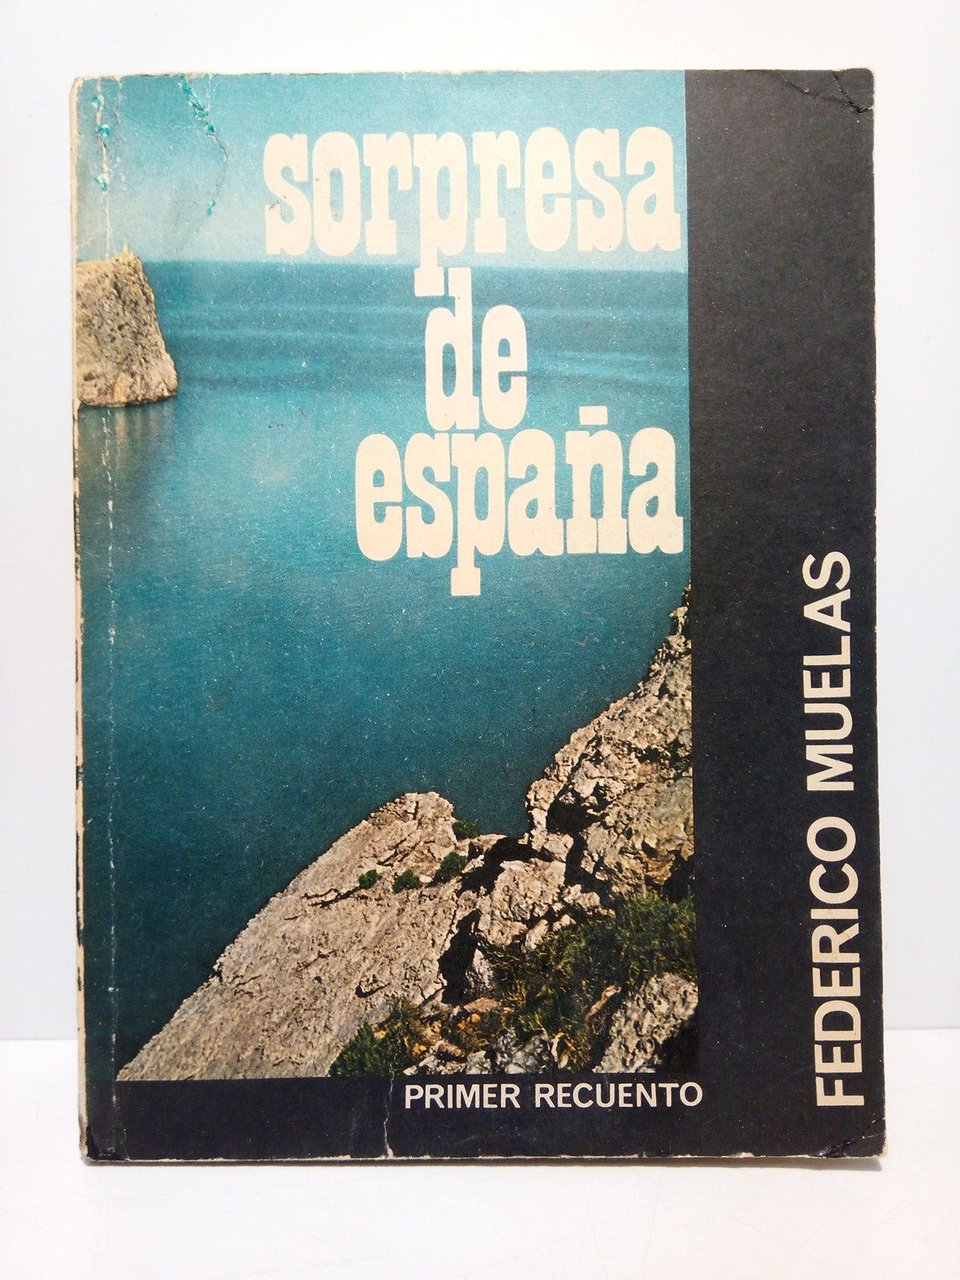 sorpresa
de
españa
PRIMER RECUENTO
FEDERICO MUELAS